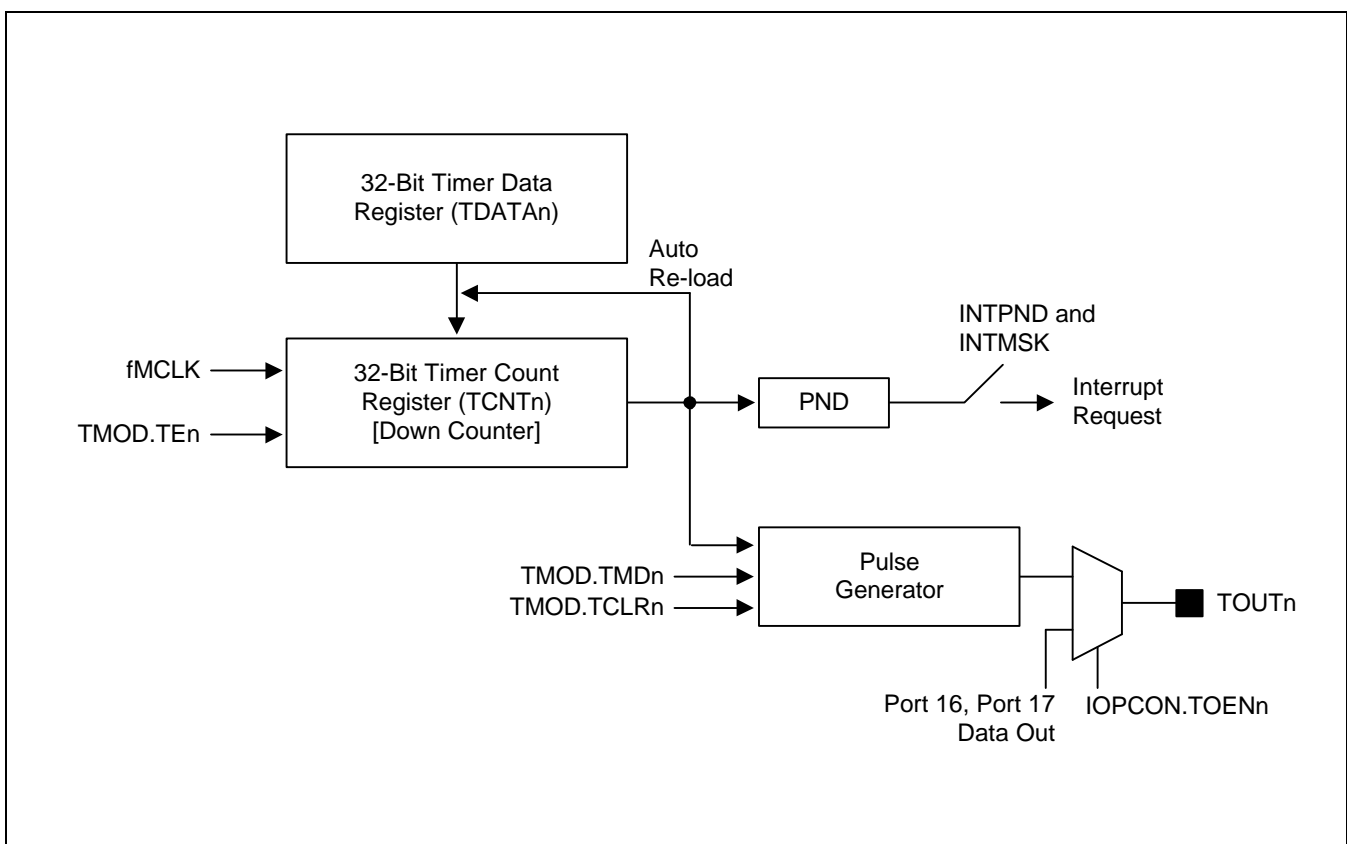 32-Bit Timer Data
Register (TDATAn)
Auto
Re-load
INTPND and
INTMSK
fMCLK
32-Bit Timer Count
Register (TCNTn)
[Down Counter]
TMOD.TEn
PND
Interrupt
Request
Pulse
Generator
TMOD.TMDn
TMOD.TCLRn
TOUTn
Port 16, Port 17
Data Out
IOPCON.TOENn